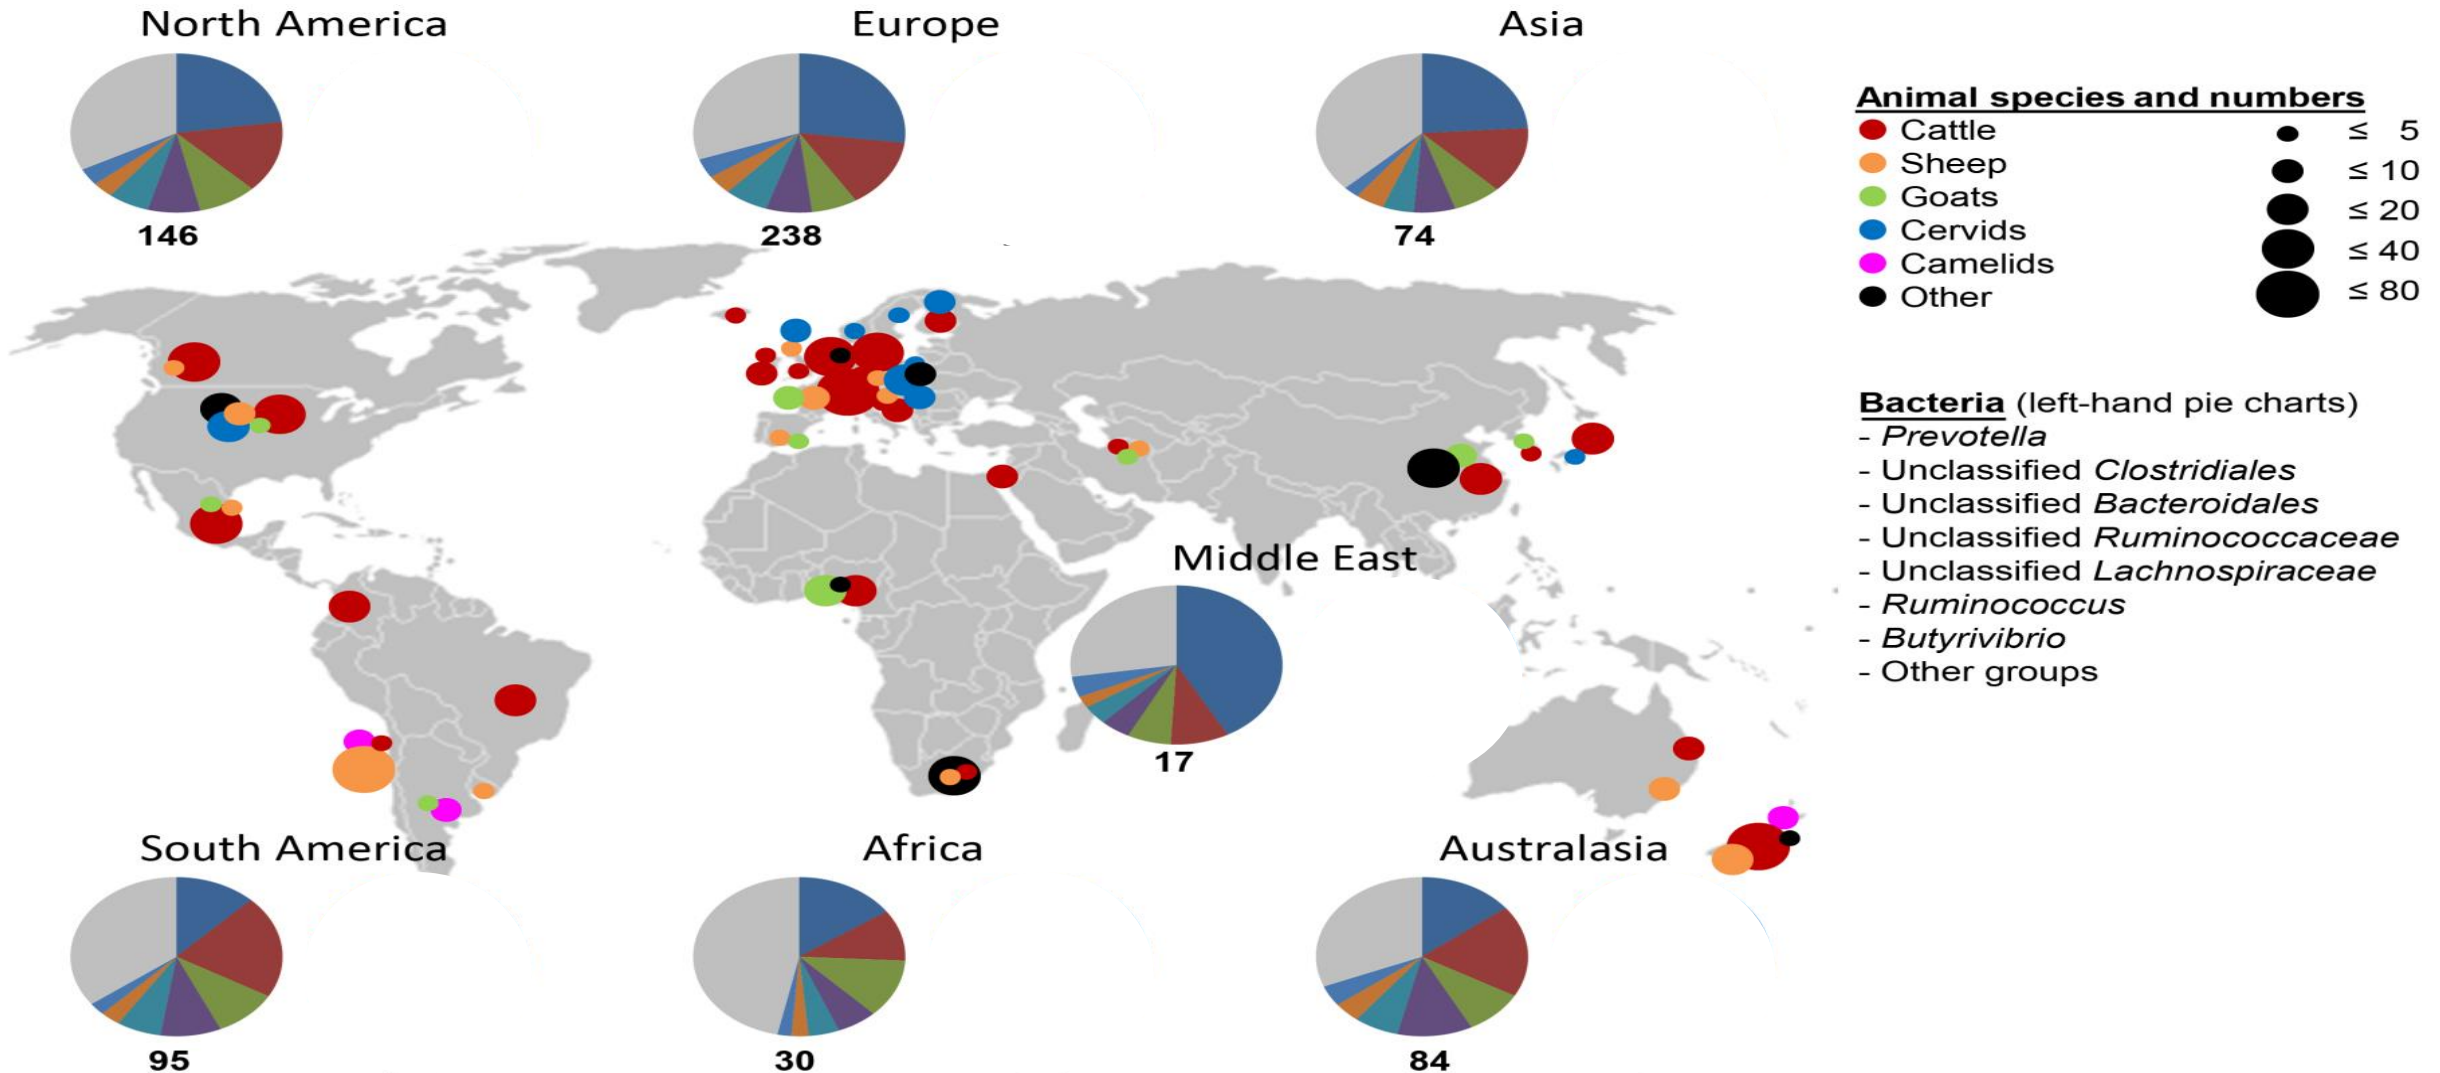 North America
Europe
Asia
146
238
74
Animal species and numbers
Cattle
Sheep
Goats
Cervids
Camelids
Other
≤ 5
≤ 10
≤ 20
≤ 40
≤ 80
Bacteria (left-hand pie charts)
- Prevotella
- Unclassified Clostridiales
- Unclassified Bacteroidales
- Unclassified Ruminococcaceae
- Unclassified Lachnospiraceae
- Ruminococcus
- Butyrivibrio
- Other groups
Middle East
17
South America
Africa
Australasia
95
30
84